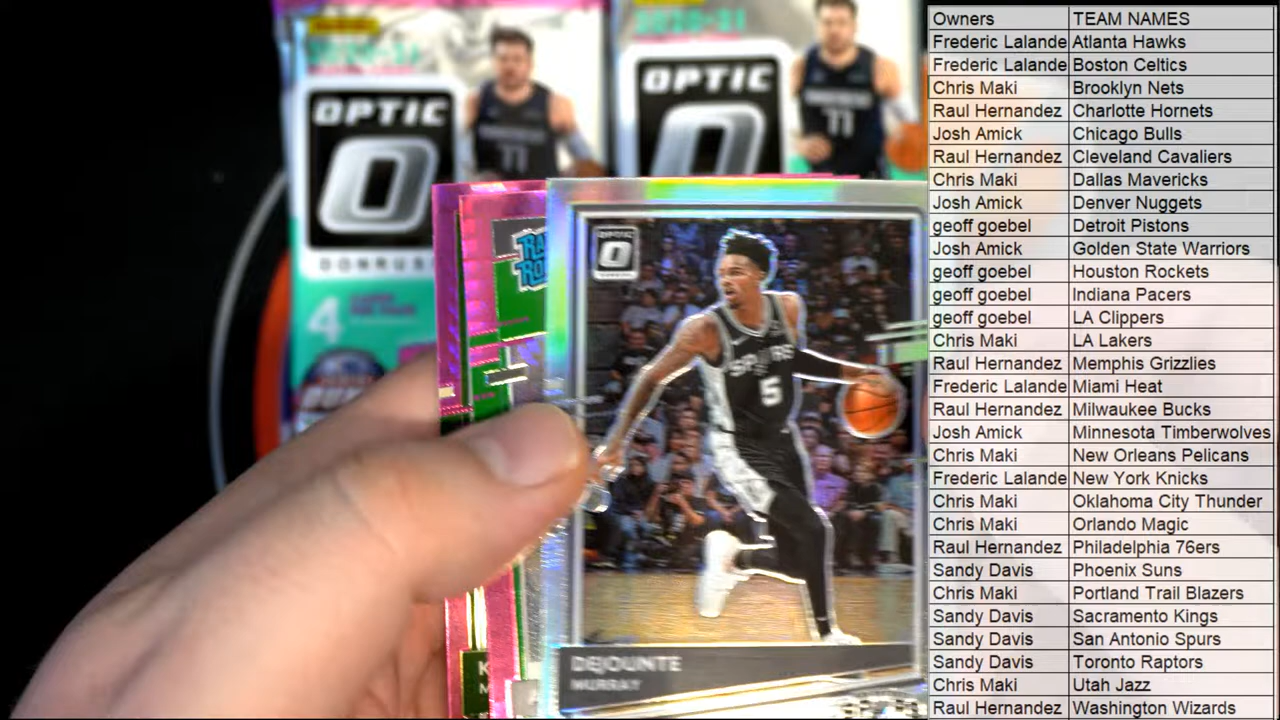 OPTIC
DONRUSS
4
OPTIC
11
11
OPTIC
SPURS
5
DEJOUNTE
MURRAY
Owners TEAM NAMES
Frederic Lalande Atlanta Hawks
Frederic Lalande Boston Celtics
Chris Maki Brooklyn Nets
Raul Hernandez Charlotte Hornets
Josh Amick Chicago Bulls
Raul Hernandez Cleveland Cavaliers
Chris Maki Dallas Mavericks
Josh Amick Denver Nuggets
geoff goebel Detroit Pistons
Josh Amick Golden State Warriors
geoff goebel Houston Rockets
geoff goebel Indiana Pacers
geoff goebel LA Clippers
Chris Maki LA Lakers
Raul Hernandez Memphis Grizzlies
Frederic Lalande Miami Heat
Raul Hernandez Milwaukee Bucks
Josh Amick Minnesota Timberwolves
Chris Maki New Orleans Pelicans
Frederic Lalande New York Knicks
Chris Maki Oklahoma City Thunder
Chris Maki Orlando Magic
Raul Hernandez Philadelphia 76ers
Sandy Davis Phoenix Suns
Chris Maki Portland Trail Blazers
Sandy Davis Sacramento Kings
Sandy Davis San Antonio Spurs
Sandy Davis Toronto Raptors
Chris Maki Utah Jazz
Raul Hernandez Washington Wizards